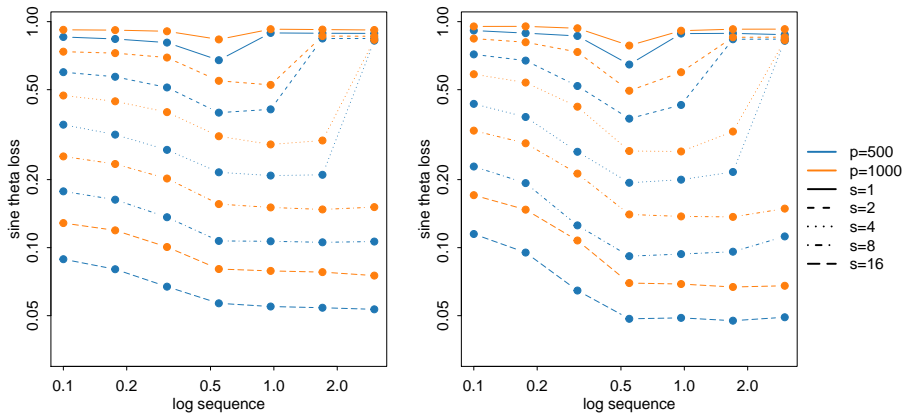 sine theta loss
1.00
0.50
0.20
0.10
0.05
0.1 0.2 0.5 1.0 2.0
log sequence
sine theta loss
1.00
0.50
0.20
0.10
0.05
0.1 0.2 0.5 1.0 2.0
log sequence
p=500
p=1000
s=1
s=2
s=4
s=8
s=16